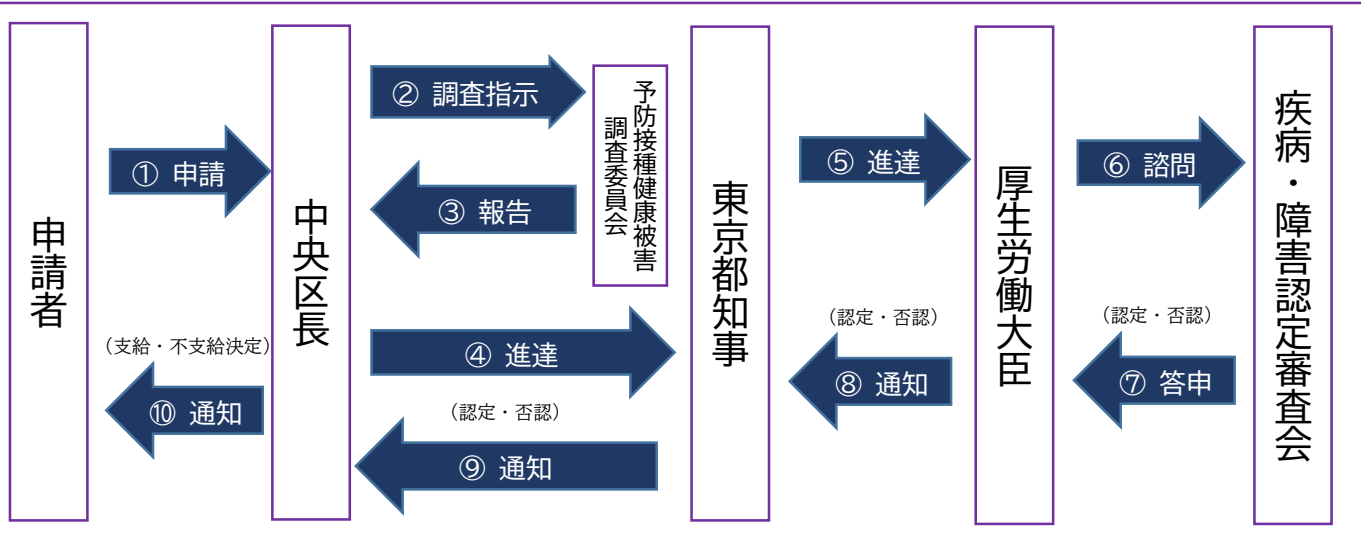 申請者
① 申請
（支給・不支給決定）
⑩ 通知
中央区長
② 調査指示
③ 報告
予防接種健康被害
調査委員会
④ 進達
（認定・否認）
⑨ 通知
東京都知事
⑤ 進達
（認定・否認）
⑧ 通知
厚生労働大臣
⑥ 諮問
（認定・否認）
⑦ 答申
疾病・障害認定審査会